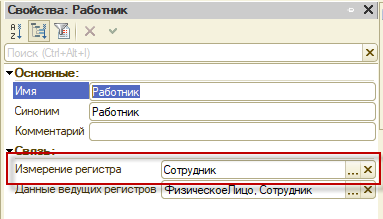 Свойства: Работник
Поиск (Ctrl+Alt+I)
Основные:
Имя Работник
Синоним Работник
Комментарий
Связь:
Измерение регистра Сотрудник ...
Данные ведущих регистров ФизическоеЛицо, Сотрудник ...